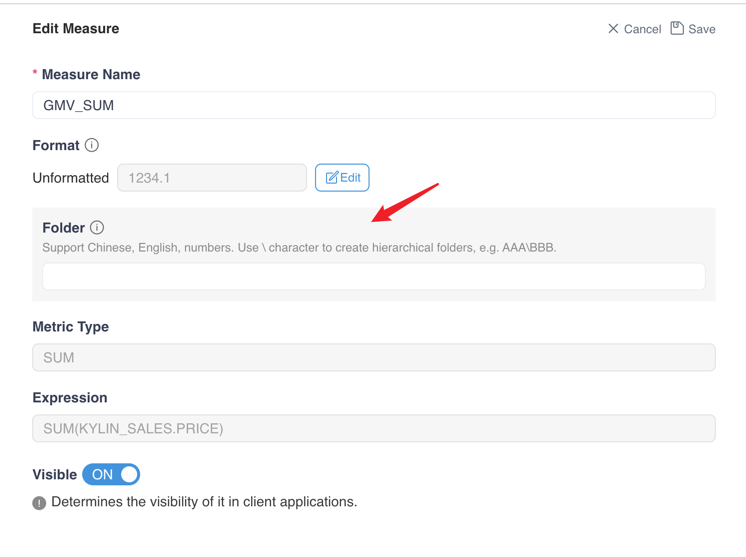 Edit Measure Cancel Save
* Measure Name
GMV_SUM
Format
Unformatted 1234.1 Edit
Folder
Support Chinese, English, numbers. Use \ character to create hierarchical folders, e.g. AAA\BBB.
Metric Type
SUM
Expression
SUM(KYLIN_SALES.PRICE)
Visible ON
Determines the visibility of it in client applications.